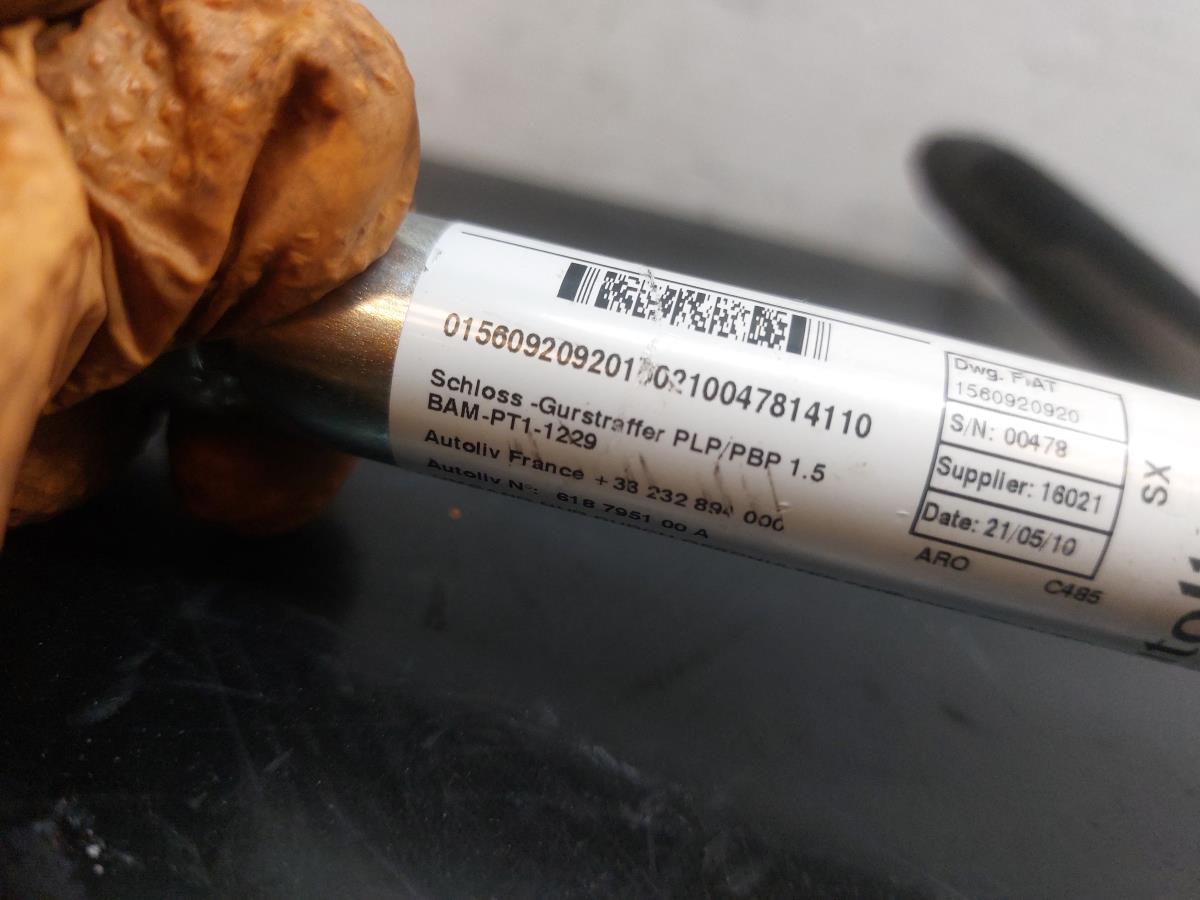 Schloss -Gurstraffer PLP/PBP 1.5
BAM-PT1-1229
Autoliv France +33 232 894 000
Autoliv N°: 618 7951 00 A
Dwg. FIAT
1560920920
S/N: 00478
Supplier: 16021
Date: 21/05/10
ARO
C485
SX